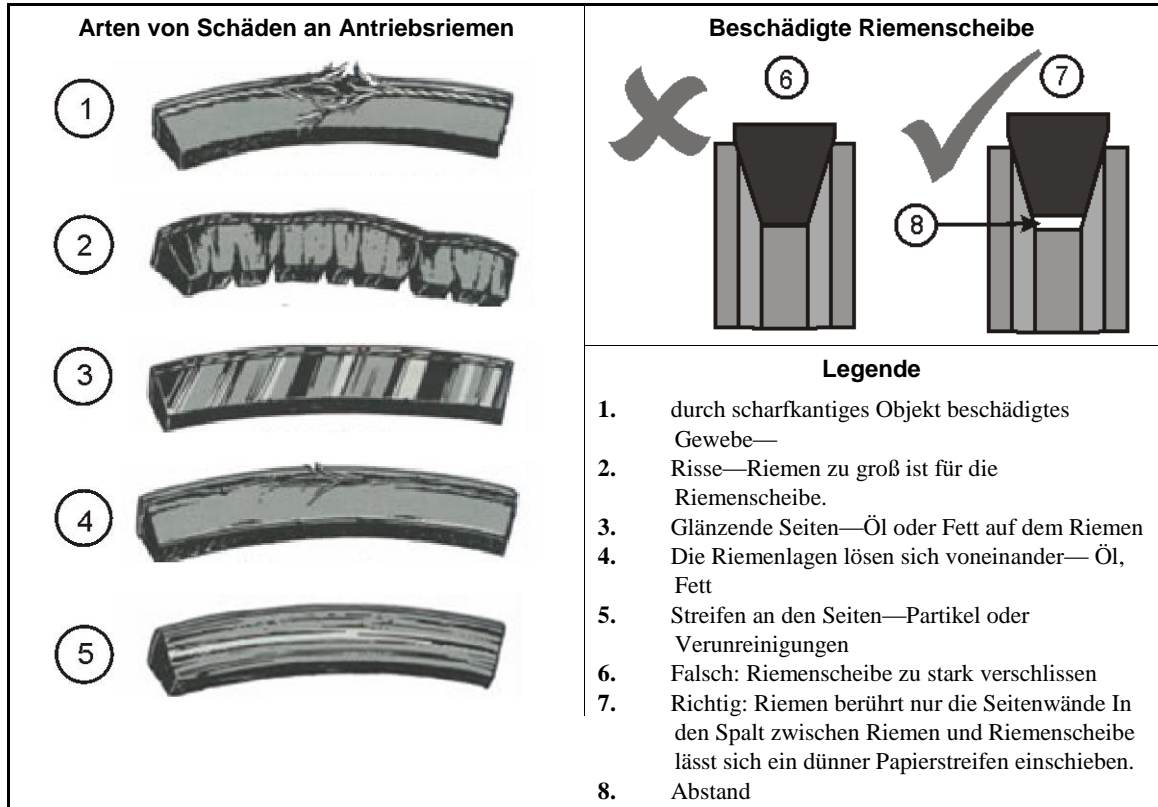 Arten von Schäden an Antriebsriemen
1
2
3
4
5
Beschädigte Riemenscheibe
6
7
8
Legende
1. durch scharfkantiges Objekt beschädigtes
Gewebe—
2. Risse—Riemen zu groß ist für die
Riemenscheibe.
3. Glänzende Seiten—Öl oder Fett auf dem Riemen
4. Die Riemenlagen lösen sich voneinander— Öl,
Fett
5. Streifen an den Seiten—Partikel oder
Verunreinigungen
6. Falsch: Riemenscheibe zu stark verschlissen
7. Richtig: Riemen berührt nur die Seitenwände In
den Spalt zwischen Riemen und Riemenscheibe
lässt sich ein dünner Papierstreifen einschieben.
8. Abstand